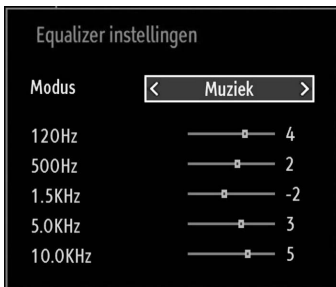 Equalizer instellingen
Modus < Muziek >
120Hz 4
500Hz 2
1.5KHz -2
5.0KHz 3
10.0KHz 5